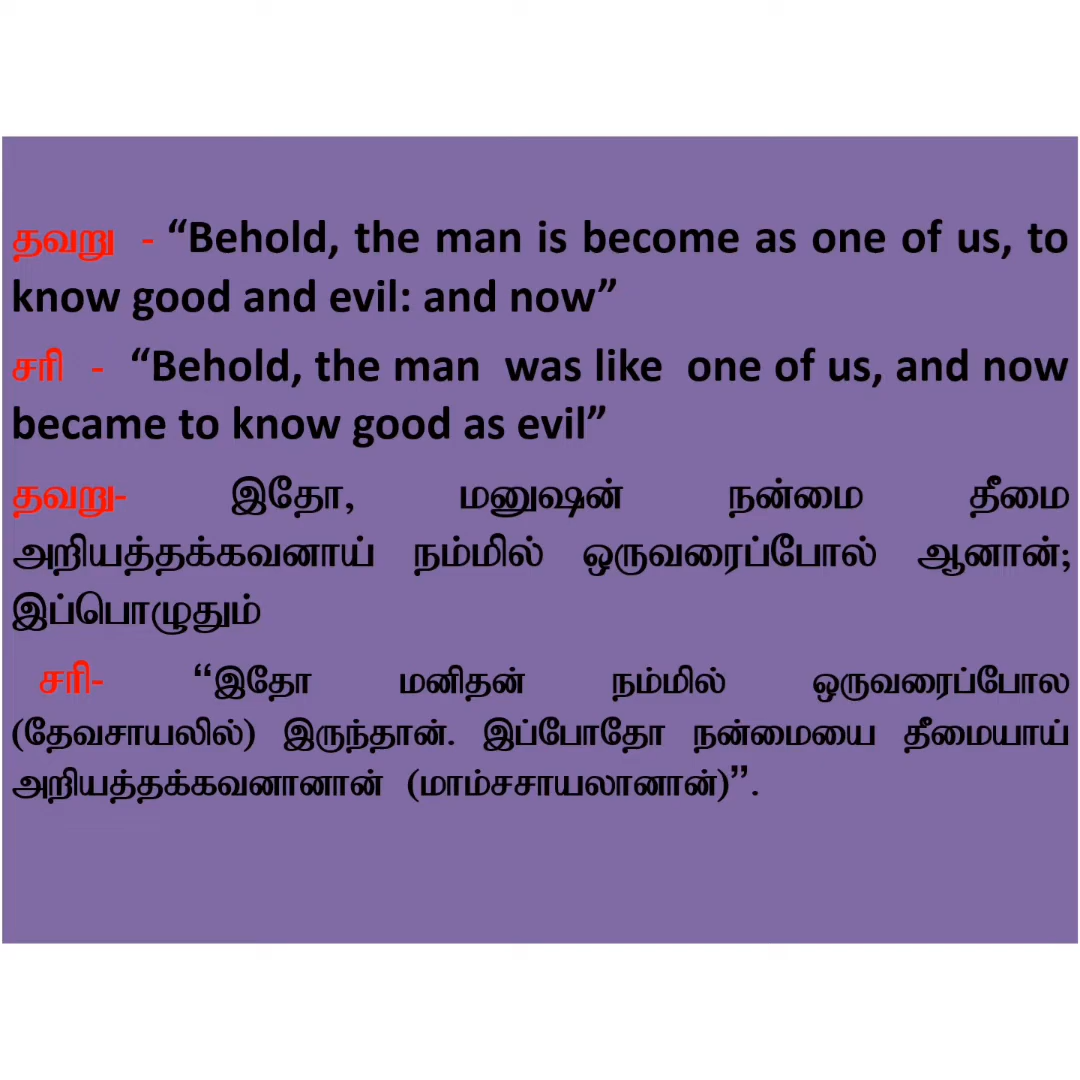 தவறு - “Behold, the man is become as one of us, to
know good and evil: and now”
சரி - “Behold, the man was like one of us, and now
became to know good as evil”
தவறு- இதோ, மனுஷன் நன்மை தீமை
அறியத்தக்கவனாய் நம்மில் ஒருவரைப்போல் ஆனான்;
இப்பொழுதும்
சரி- “இதோ மனிதன் நம்மில் ஒருவரைப்போல
(தேவசாயலில்) இருந்தான். இப்போதோ நன்மையை தீமையாய்
அறியத்தக்கவனானான் (மாம்சசாயலானான்)”.